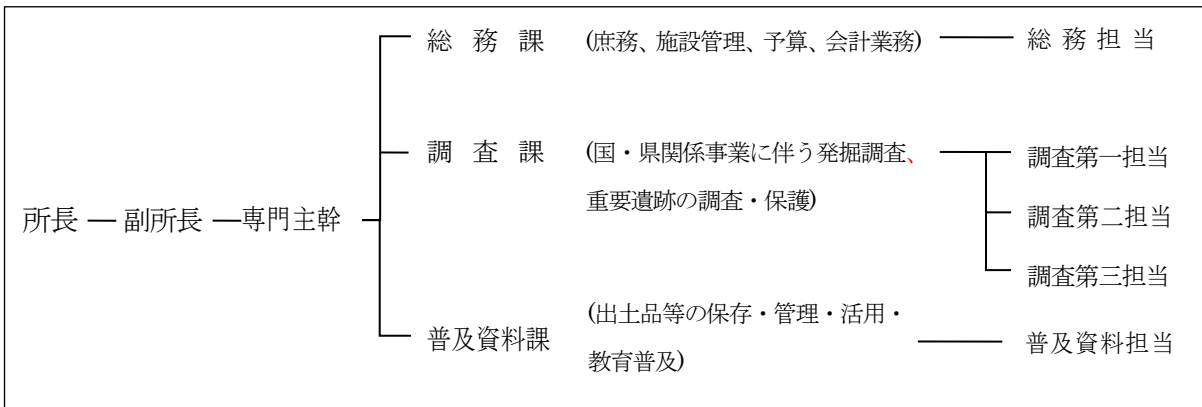 総務課 (庶務、施設管理、予算、会計業務) 総務担当
調査課 (国・県関係事業に伴う発掘調査、 調査第一担当
重要遺跡の調査・保護)
所長 副所長 専門主幹 調査第二担当
調査第三担当
(出土品等の保存・管理・活用・
普及資料課 普及資料担当
教育普及)